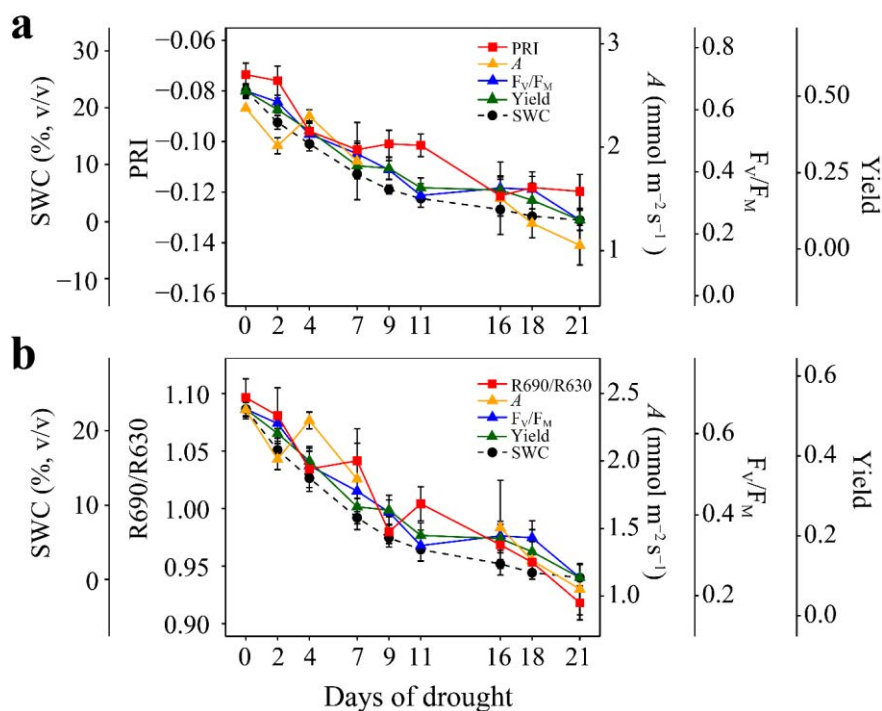 a
SWC (%, v/v)
30
20
10
0
−10
PRI
−0.06
−0.08
−0.10
−0.12
−0.14
−0.16
PRI
A
FV/FM
Yield
SWC
3
2
1
A (mmol m−2 s−1)
0.8
0.6
0.4
0.2
0.0
FV/FM
0.50
0.25
0.00
Yield
0 2 4 7 9 11 16 18 21
b
SWC (%, v/v)
20
10
0
R690/R630
1.10
1.05
1.00
0.95
0.90
R690/R630
A
FV/FM
Yield
SWC
2.5
2.0
1.5
1.0
A (mmol m−2 s−1)
0.6
0.4
0.2
FV/FM
0.6
0.4
0.2
0.0
Yield
0 2 4 7 9 11 16 18 21
Days of drought